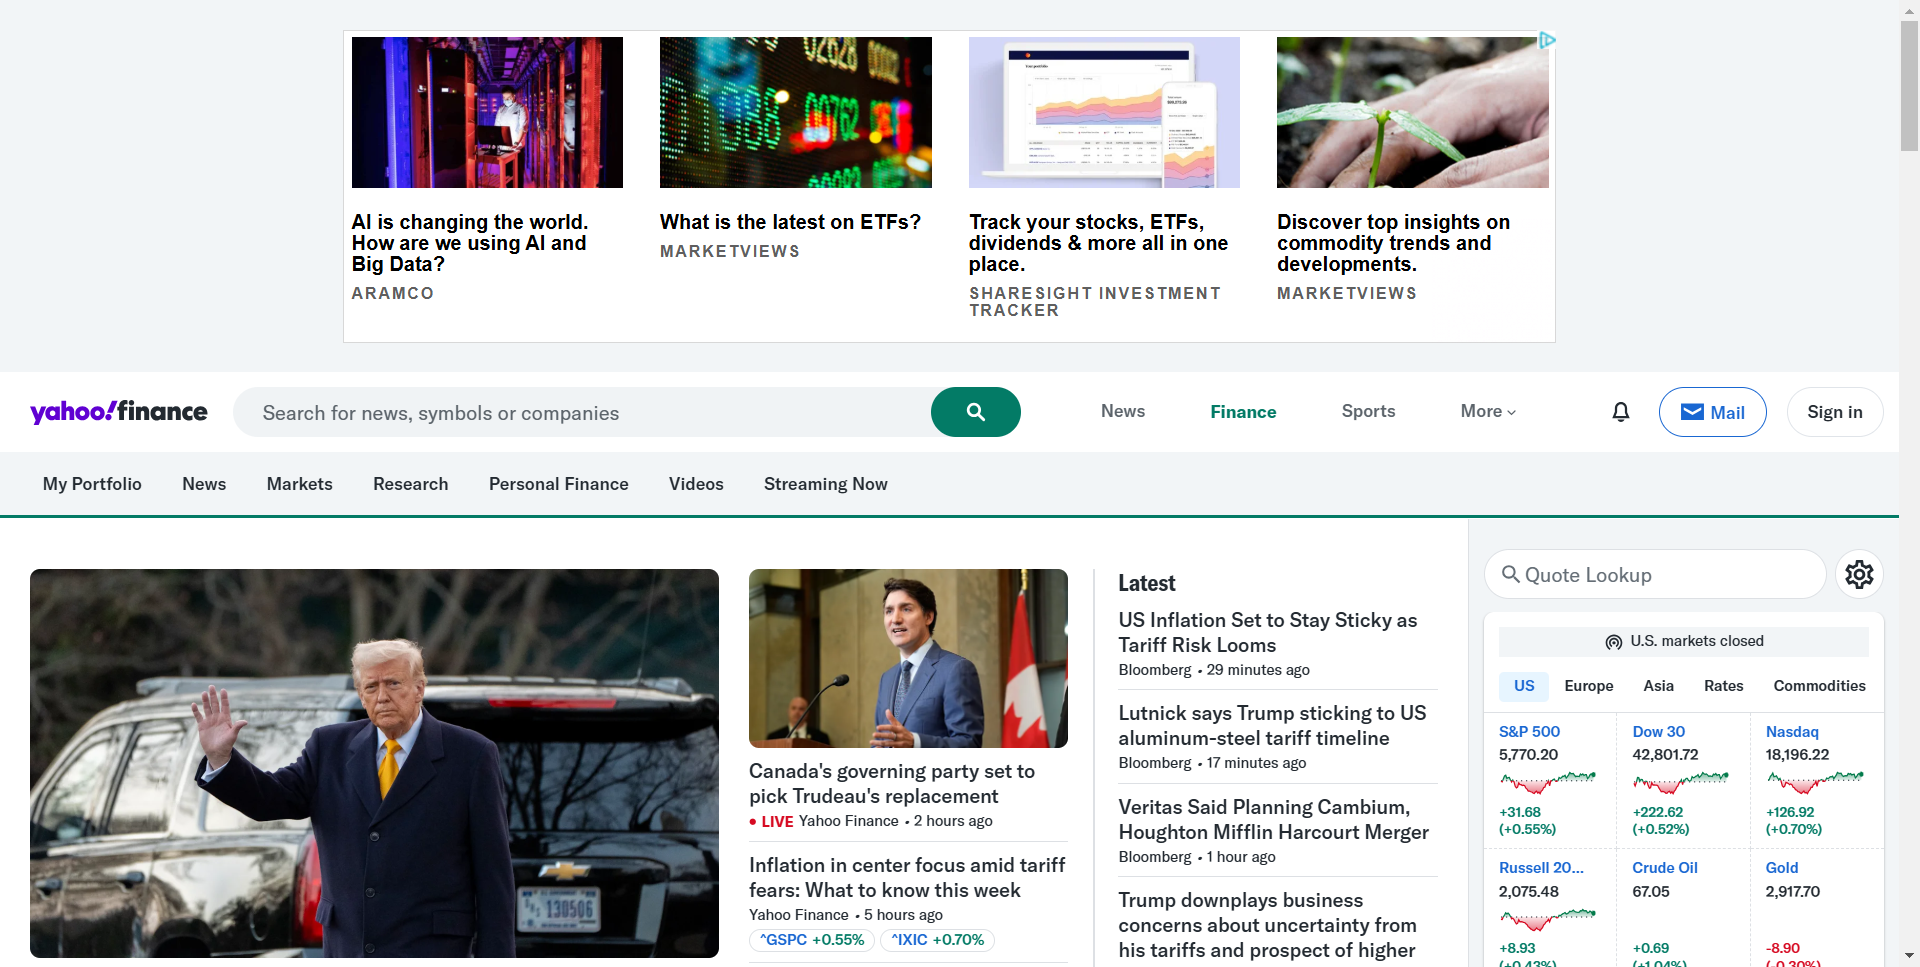 AI is changing the world.
How are we using AI and
Big Data?
ARAMCO
What is the latest on ETFs?
MARKETVIEWS
Track your stocks, ETFs,
dividends & more all in one
place.
SHARESIGHT INVESTMENT
TRACKER
Discover top insights on
commodity trends and
developments.
MARKETVIEWS
yahoo!finance
Search for news, symbols or companies
News
Finance
Sports
More
Mail
Sign in
My Portfolio
News
Markets
Research
Personal Finance
Videos
Streaming Now
130506
Canada's governing party set to
pick Trudeau's replacement
LIVE Yahoo Finance • 2 hours ago
Inflation in center focus amid tariff
fears: What to know this week
Yahoo Finance • 5 hours ago
^GSPC +0.55% ^IXIC +0.70%
Latest
US Inflation Set to Stay Sticky as
Tariff Risk Looms
Bloomberg • 29 minutes ago
Lutnick says Trump sticking to US
aluminum-steel tariff timeline
Bloomberg • 17 minutes ago
Veritas Said Planning Cambium,
Houghton Mifflin Harcourt Merger
Bloomberg • 1 hour ago
Trump downplays business
concerns about uncertainty from
his tariffs and prospect of higher
Quote Lookup
U.S. markets closed
US
Europe
Asia
Rates
Commodities
S&P 500
5,770.20
+31.68
(+0.55%)
Dow 30
42,801.72
+222.62
(+0.52%)
Nasdaq
18,196.22
+126.92
(+0.70%)
Russell 20...
2,075.48
+8.93
(+0.43%)
Crude Oil
67.05
+0.69
(+1.04%)
Gold
2,917.70
-8.90
(-0.30%)